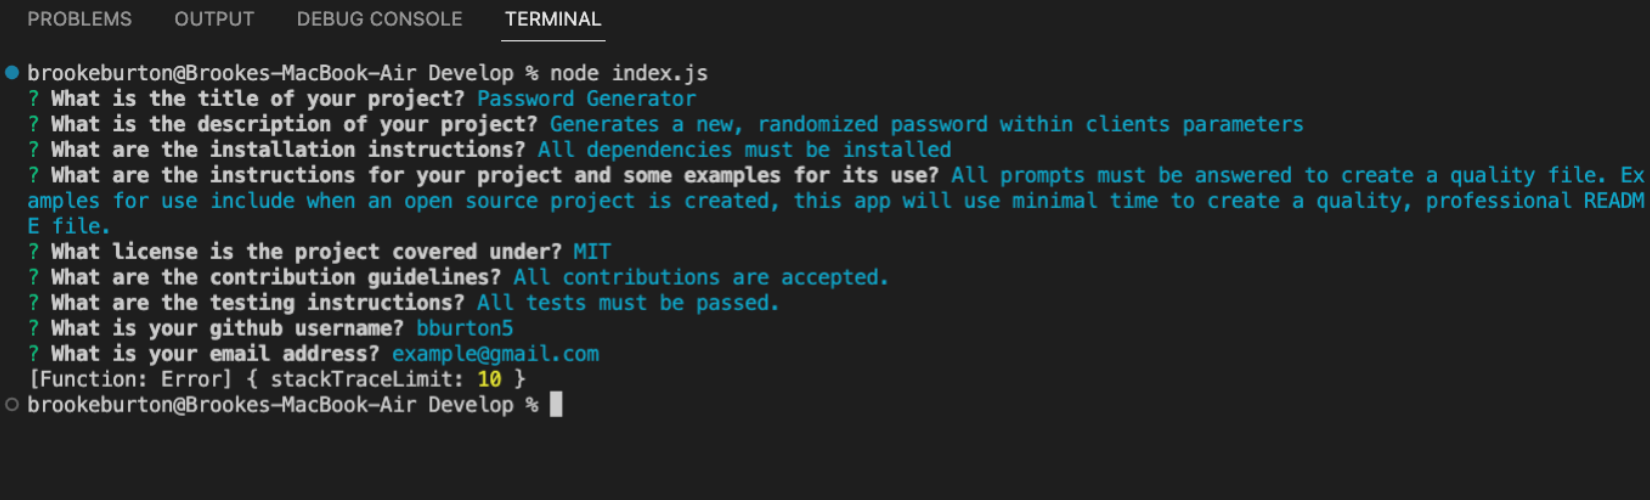 PROBLEMS OUTPUT DEBUG CONSOLE TERMINAL
brookeburton@Brookes-MacBook-Air Develop % node index.js
? What is the title of your project? Password Generator
? What is the description of your project? Generates a new, randomized password within clients parameters
? What are the installation instructions? All dependencies must be installed
? What are the instructions for your project and some examples for its use? All prompts must be answered to create a quality file. Ex
amples for use include when an open source project is created, this app will use minimal time to create a quality, professional READM
E file.
? What license is the project covered under? MIT
? What are the contribution guidelines? All contributions are accepted.
? What are the testing instructions? All tests must be passed.
? What is your github username? bburton5
? What is your email address? example@gmail.com
[Function: Error] { stackTraceLimit: 10 }
brookeburton@Brookes-MacBook-Air Develop %